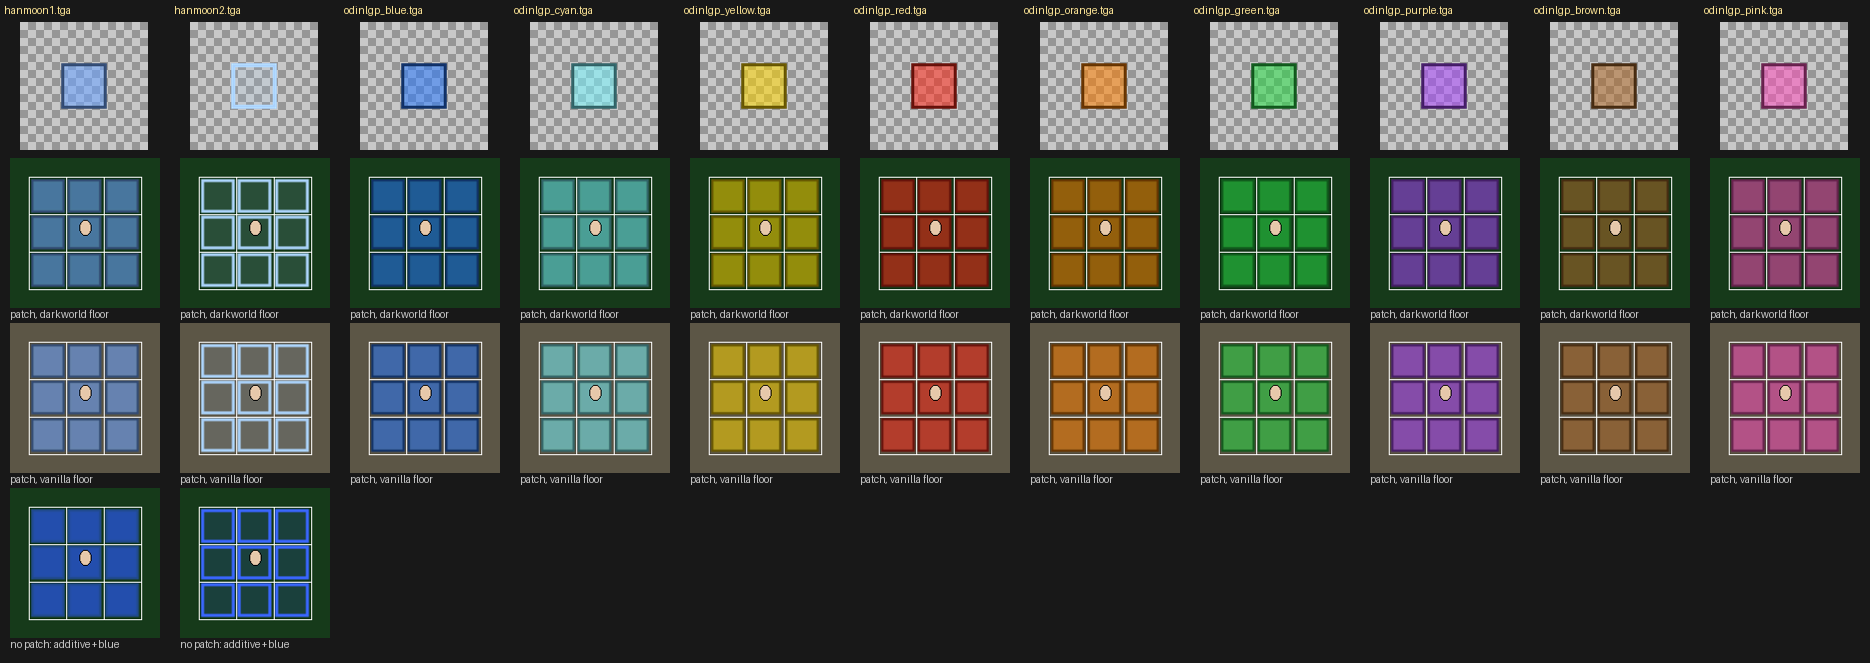 hanmoon1.tga hanmoon2.tga odinlgp_blue.tga odinlgp_cyan.tga odinlgp_yellow.tga odinlgp_red.tga odinlgp_orange.tga odinlgp_green.tga odinlgp_purple.tga odinlgp_brown.tga odinlgp_pink.tga
patch, darkworld floor patch, darkworld floor patch, darkworld floor patch, darkworld floor patch, darkworld floor patch, darkworld floor patch, darkworld floor patch, darkworld floor patch, darkworld floor patch, darkworld floor patch, darkworld floor
patch, vanilla floor patch, vanilla floor patch, vanilla floor patch, vanilla floor patch, vanilla floor patch, vanilla floor patch, vanilla floor patch, vanilla floor patch, vanilla floor patch, vanilla floor patch, vanilla floor
no patch: additive+blue no patch: additive+blue